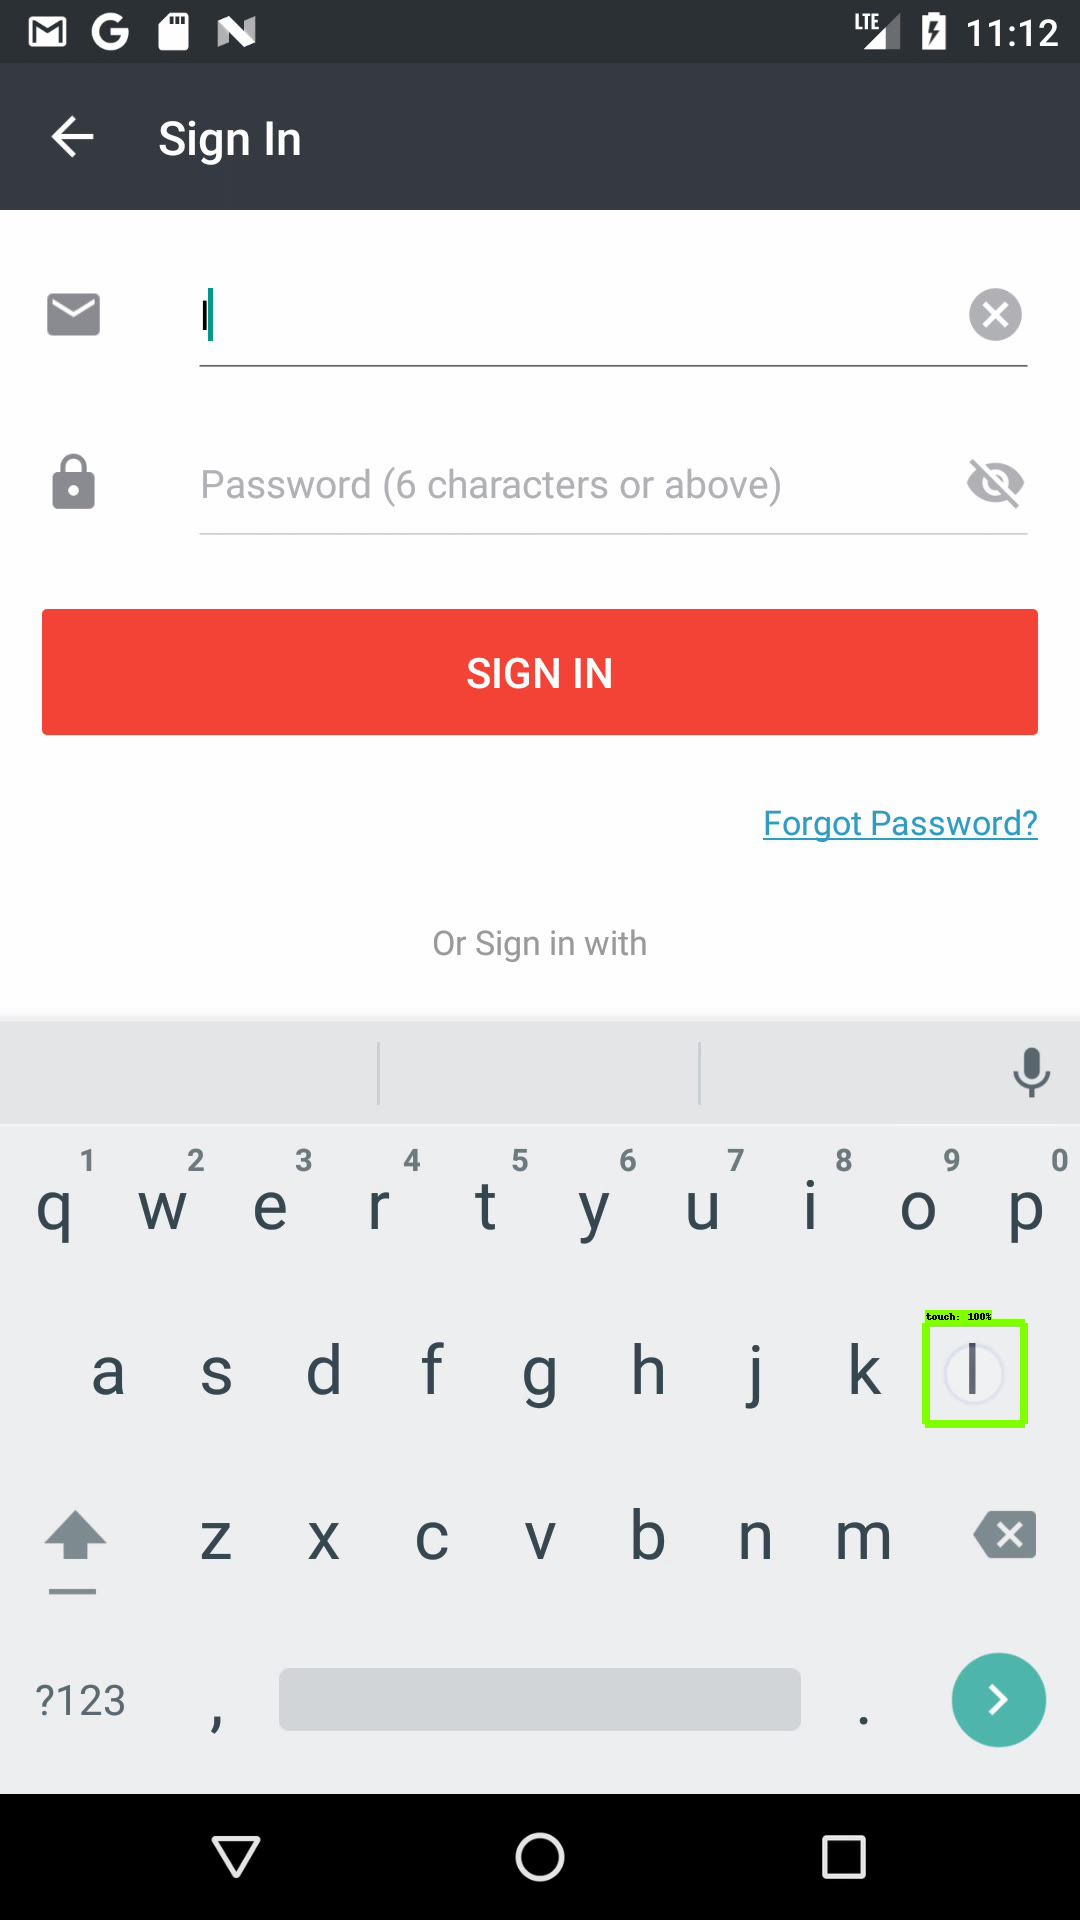 LTE 11:12
Sign In
l
Password (6 characters or above)
SIGN IN
Forgot Password?
Or Sign in with
1 2 3 4 5 6 7 8 9 0
q w e r t y u i o p
touch: 100%
a s d f g h j k l
z x c v b n m
?123 , .